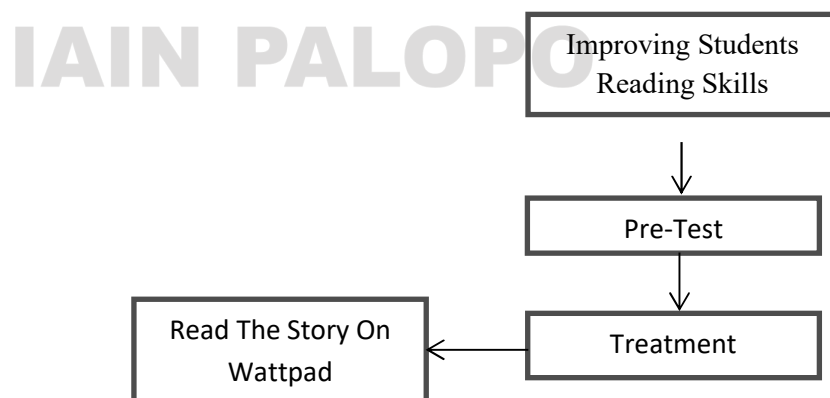 IAIN PALOPO
Improving Students
Reading Skills
Pre-Test
Treatment
Read The Story On
Wattpad